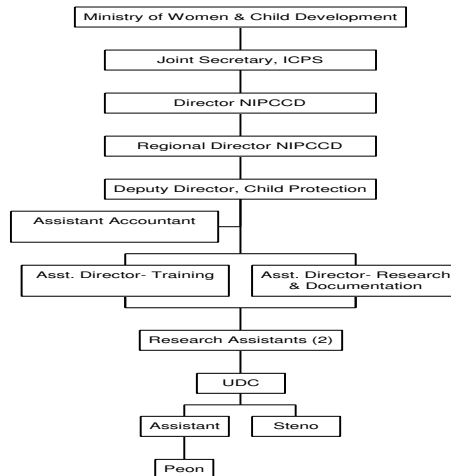 Ministry of Women & Child Development
Joint Secretary, ICPS
Director NIPCCD
Regional Director NIPCCD
Deputy Director, Child Protection
Assistant Accountant
Asst. Director- Training
Asst. Director- Research
& Documentation
Research Assistants (2)
UDC
Assistant
Steno
Peon